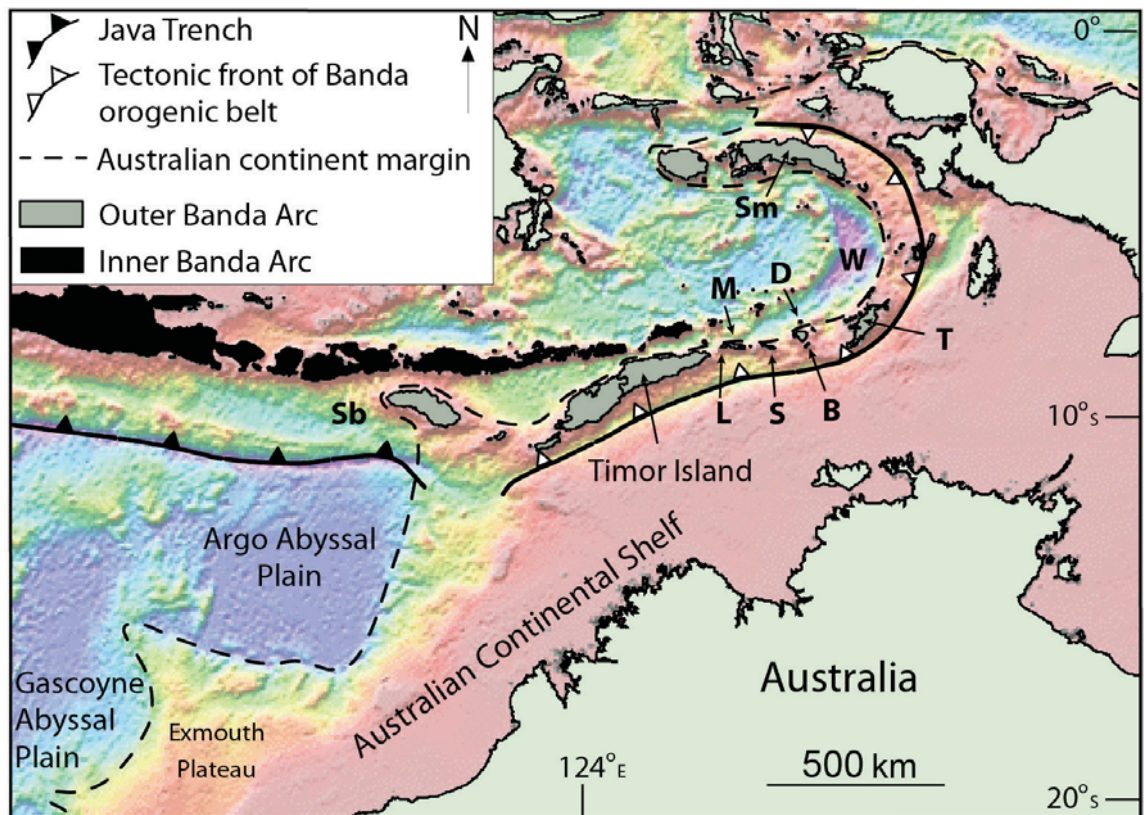 Java Trench
Tectonic front of Banda
orogenic belt
Australian continent margin
Outer Banda Arc
Inner Banda Arc
N
0°
Sm
W
D
M
T
L
S
B
Sb
10°S
Timor Island
Argo Abyssal
Plain
Australian Continental Shelf
Gascoyne
Abyssal
Plain
Exmouth
Plateau
Australia
124°E
500 km
20°S